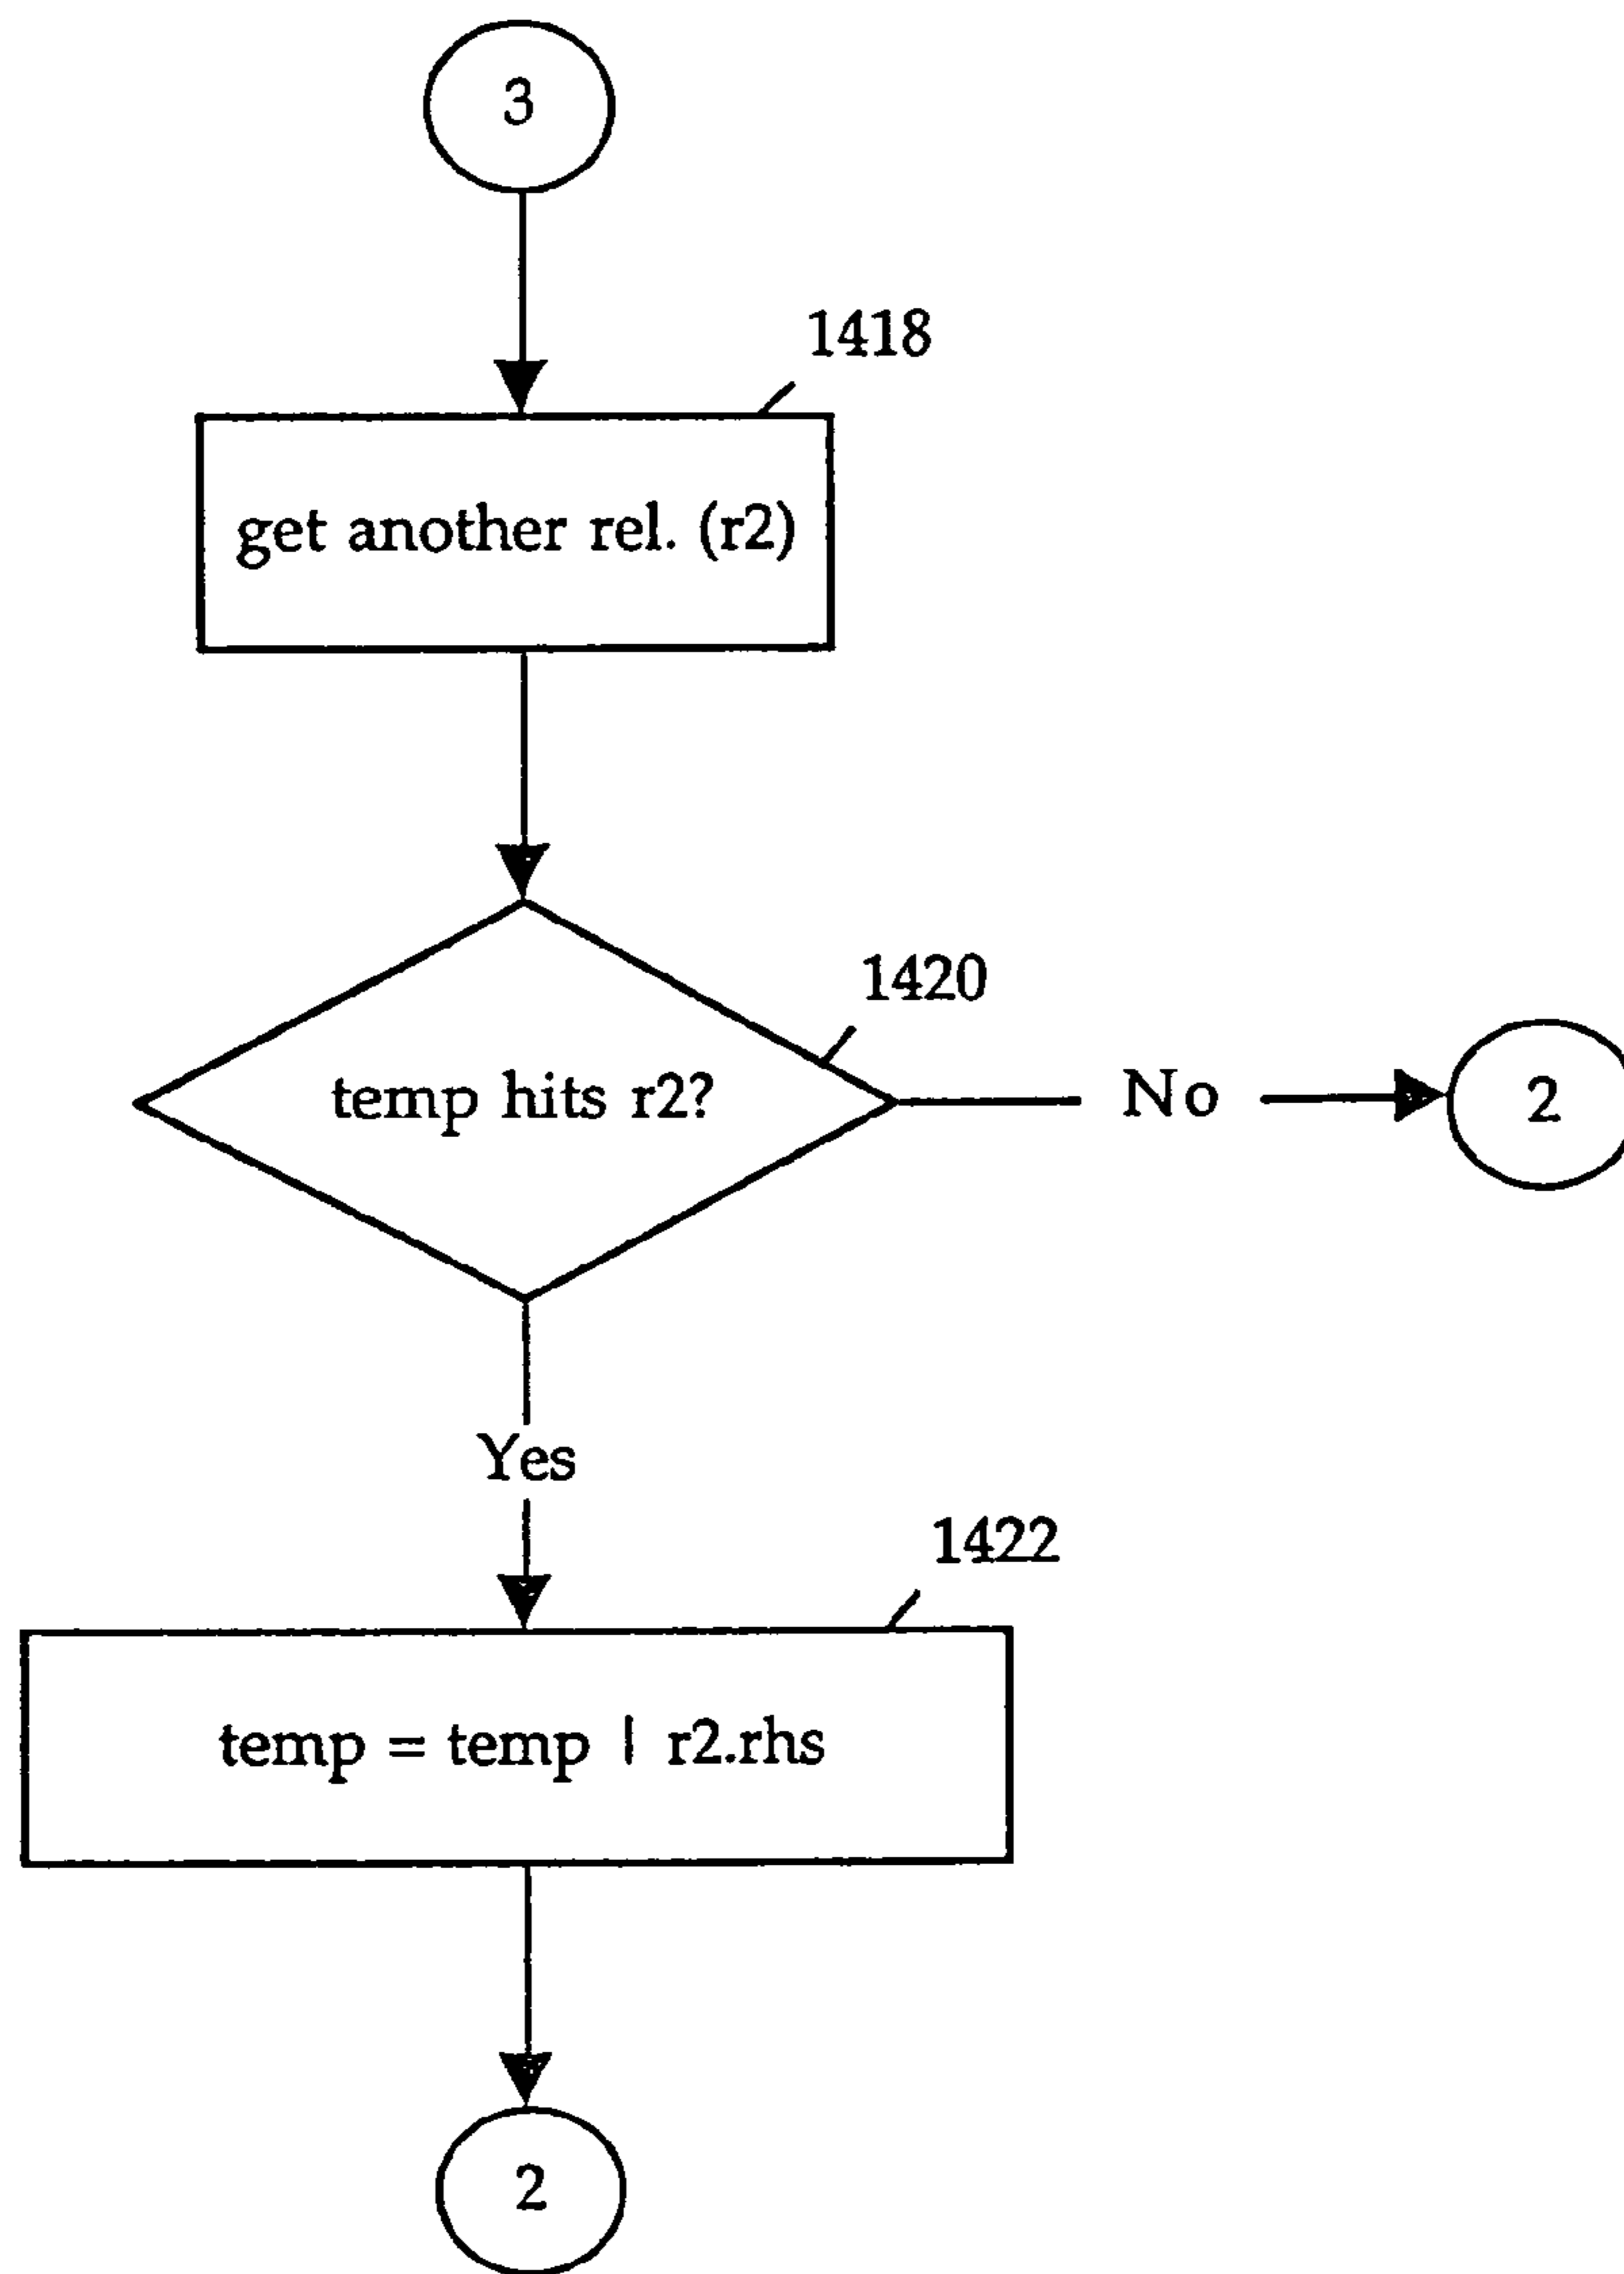 3
1418
get another rel. (r2)
1420
temp hits r2?
No
2
Yes
1422
temp = temp | r2.rhs
2